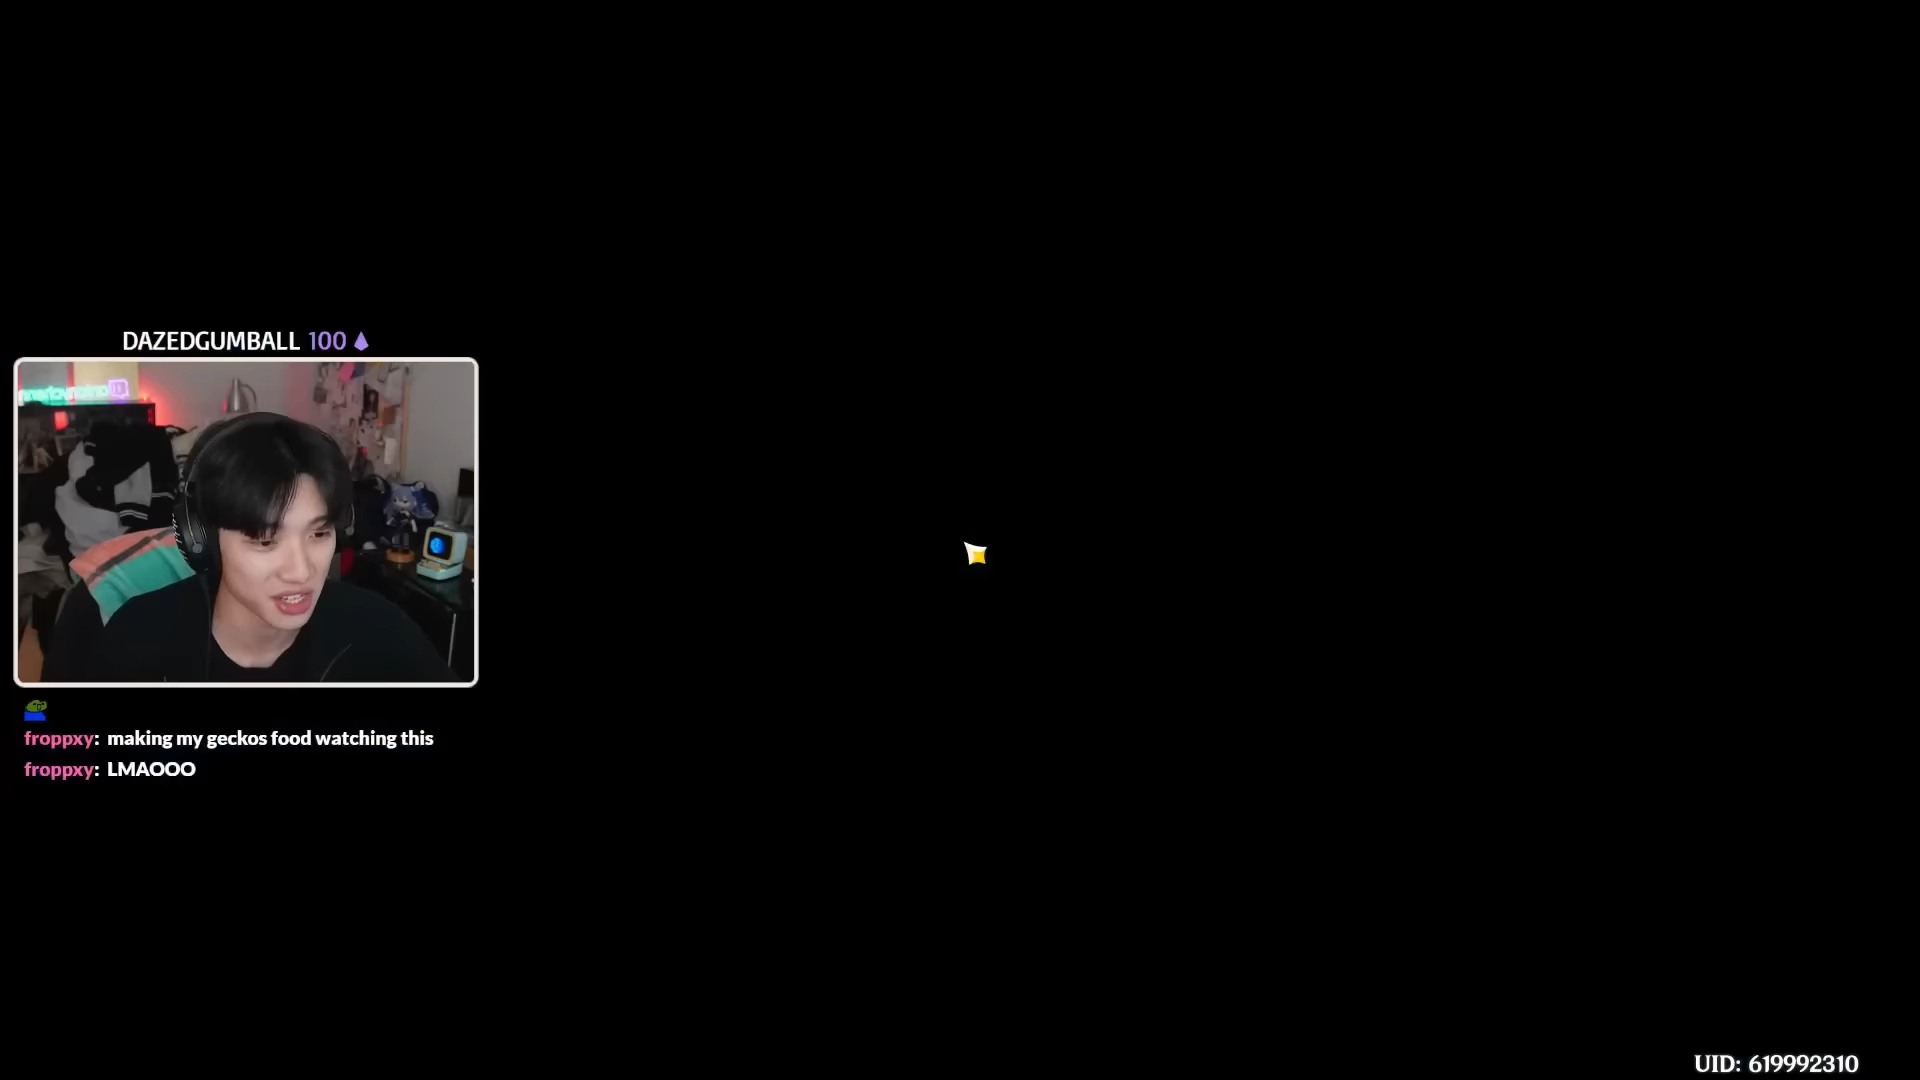 DAZEDGUMBALL 100
froppxy: making my geckos food watching this
froppxy: LMAOOO
UID: 619992310